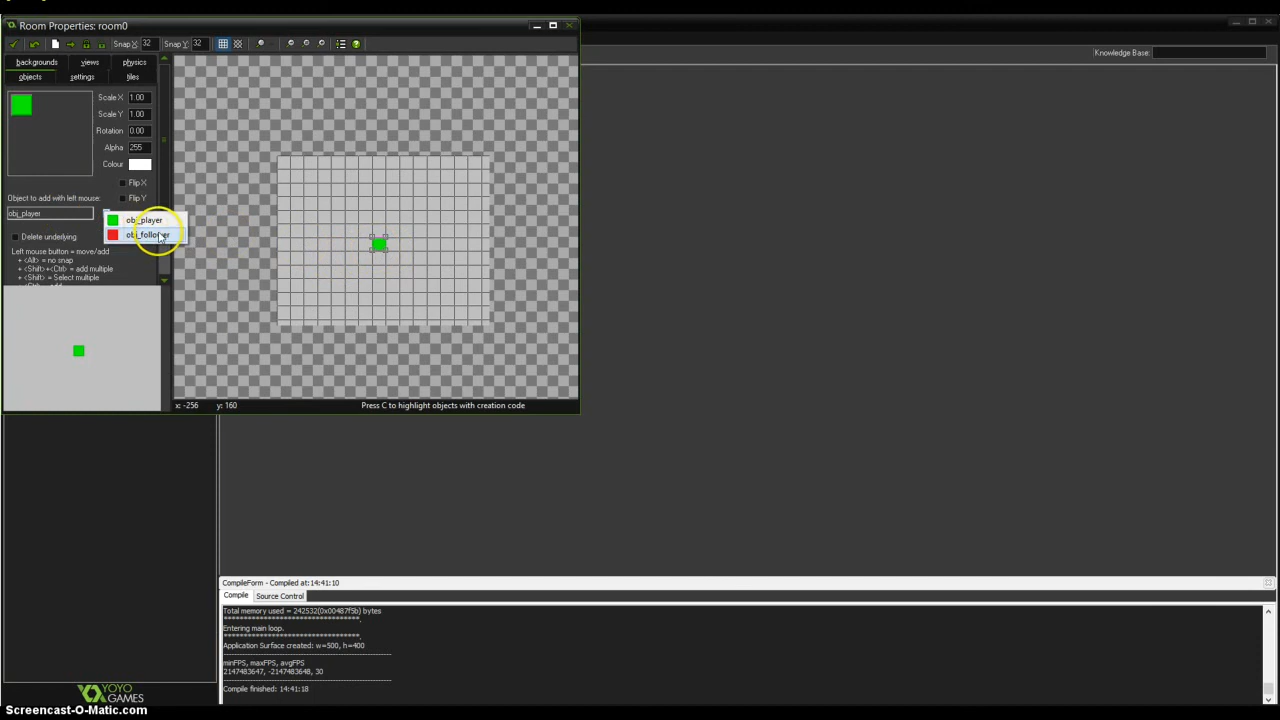 Room Properties: room0
Snap X: 32 Snap Y: 32
backgrounds views physics
objects settings tiles
Scale X 1.00
Scale Y 1.00
Rotation 0.00
Alpha 255
Colour
Flip X
Object to add with left mouse: Flip Y
obj_player
obj_player
obj_follower
Delete underlying
Left mouse button = move/add
+ <Alt> = no snap
+ <Shift>+<Ctrl> = add multiple
+ <Shift> = Select multiple
x: -256 y: 160 Press C to highlight objects with creation code
Knowledge Base:
CompileForm - Compiled at:14:41:10
Compile Source Control
Total memory used = 242532(0x00487f5b) bytes
***********************************.
Entering main loop.
***********************************.
Application Surface created: w=500, h=400
minFPS, maxFPS, avgFPS
2147483647, -2147483648, 30
Compile finished: 14:41:18
YOYO
GAMES
Screencast-O-Matic.com